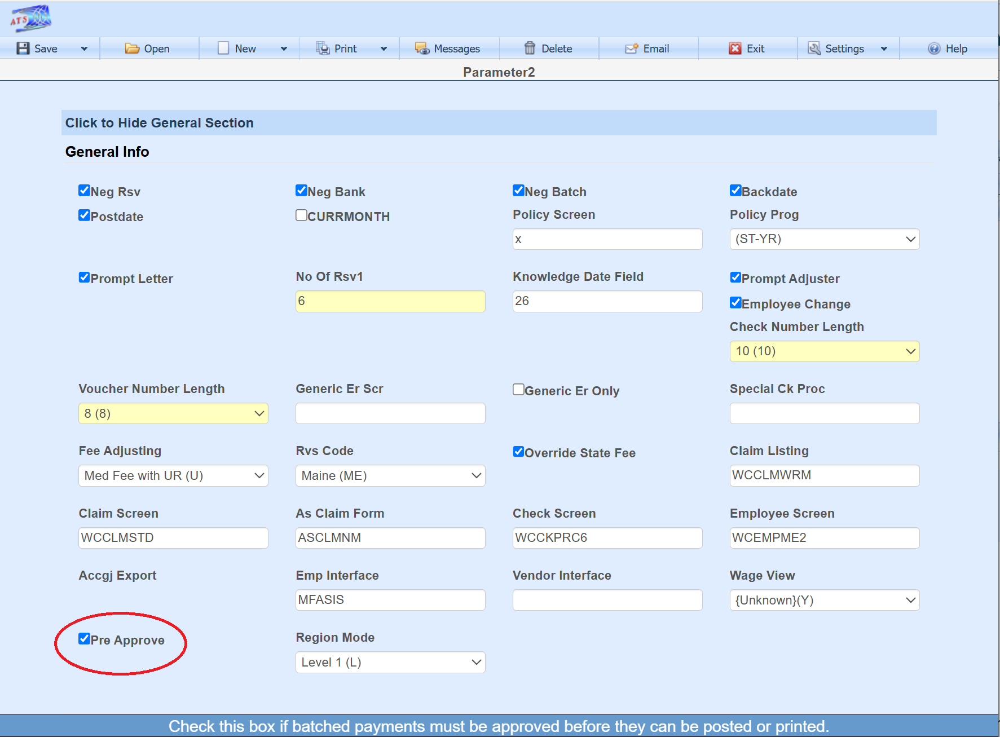 ATS
Save Open New Print Messages Delete Email Exit Settings Help
Parameter2
Click to Hide General Section
General Info
Neg Rsv Neg Bank Neg Batch Backdate
Postdate CURRMONTH Policy Screen Policy Prog
x (ST-YR)
Prompt Letter No Of Rsv1 Knowledge Date Field Prompt Adjuster
6 26
Employee Change
Check Number Length
10 (10)
Voucher Number Length Generic Er Scr Generic Er Only Special Ck Proc
8 (8)
Fee Adjusting Rvs Code Override State Fee Claim Listing
Med Fee with UR (U) Maine (ME) WCCLMWRM
Claim Screen As Claim Form Check Screen Employee Screen
WCCLMSTD ASCLMNM WCCKPRC6 WCEMPME2
Accgj Export Emp Interface Vendor Interface Wage View
MFASIS {Unknown}(Y)
Pre Approve Region Mode
Level 1 (L)
Check this box if batched payments must be approved before they can be posted or printed.